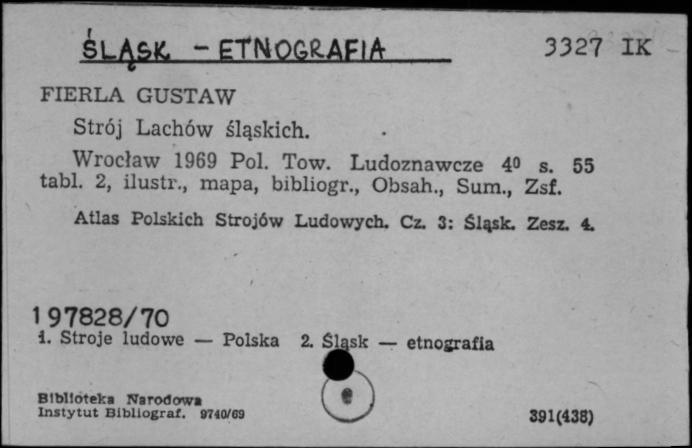 ŚLĄSK - ETNOGRAFIA 3327 IK
FIERLA GUSTAW
Strój Lachów śląskich.
Wrocław 1969 Pol. Tow. Ludoznawcze 4⁰ s. 55
tabl. 2, ilustr., mapa, bibliogr., Obsah., Sum., Zsf.
Atlas Polskich Strojów Ludowych. Cz. 3: Śląsk. Zesz. 4.
197828/70
1. Stroje ludowe — Polska 2. Śląsk — etnografia
Biblioteka Narodowa
Instytut Bibliograf. 9740/69 391(438)